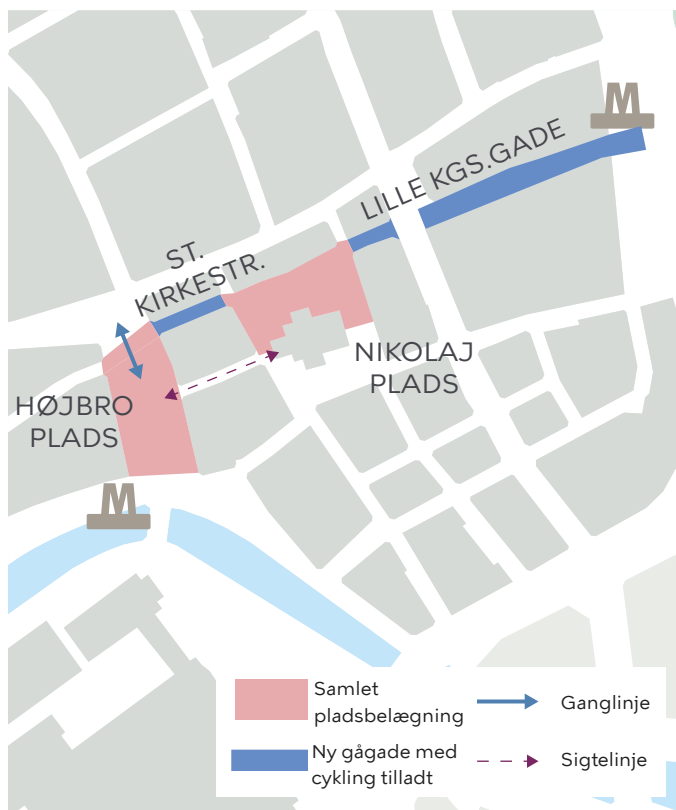 M
LILLE KGS.GADE
ST.
KIRKESTR.
NIKOLAJ
PLADS
HØJBRO
PLADS
M
Samlet
pladsbelægning
Ganglinje
Ny gågade med
cykling tilladt
Sigtelinje